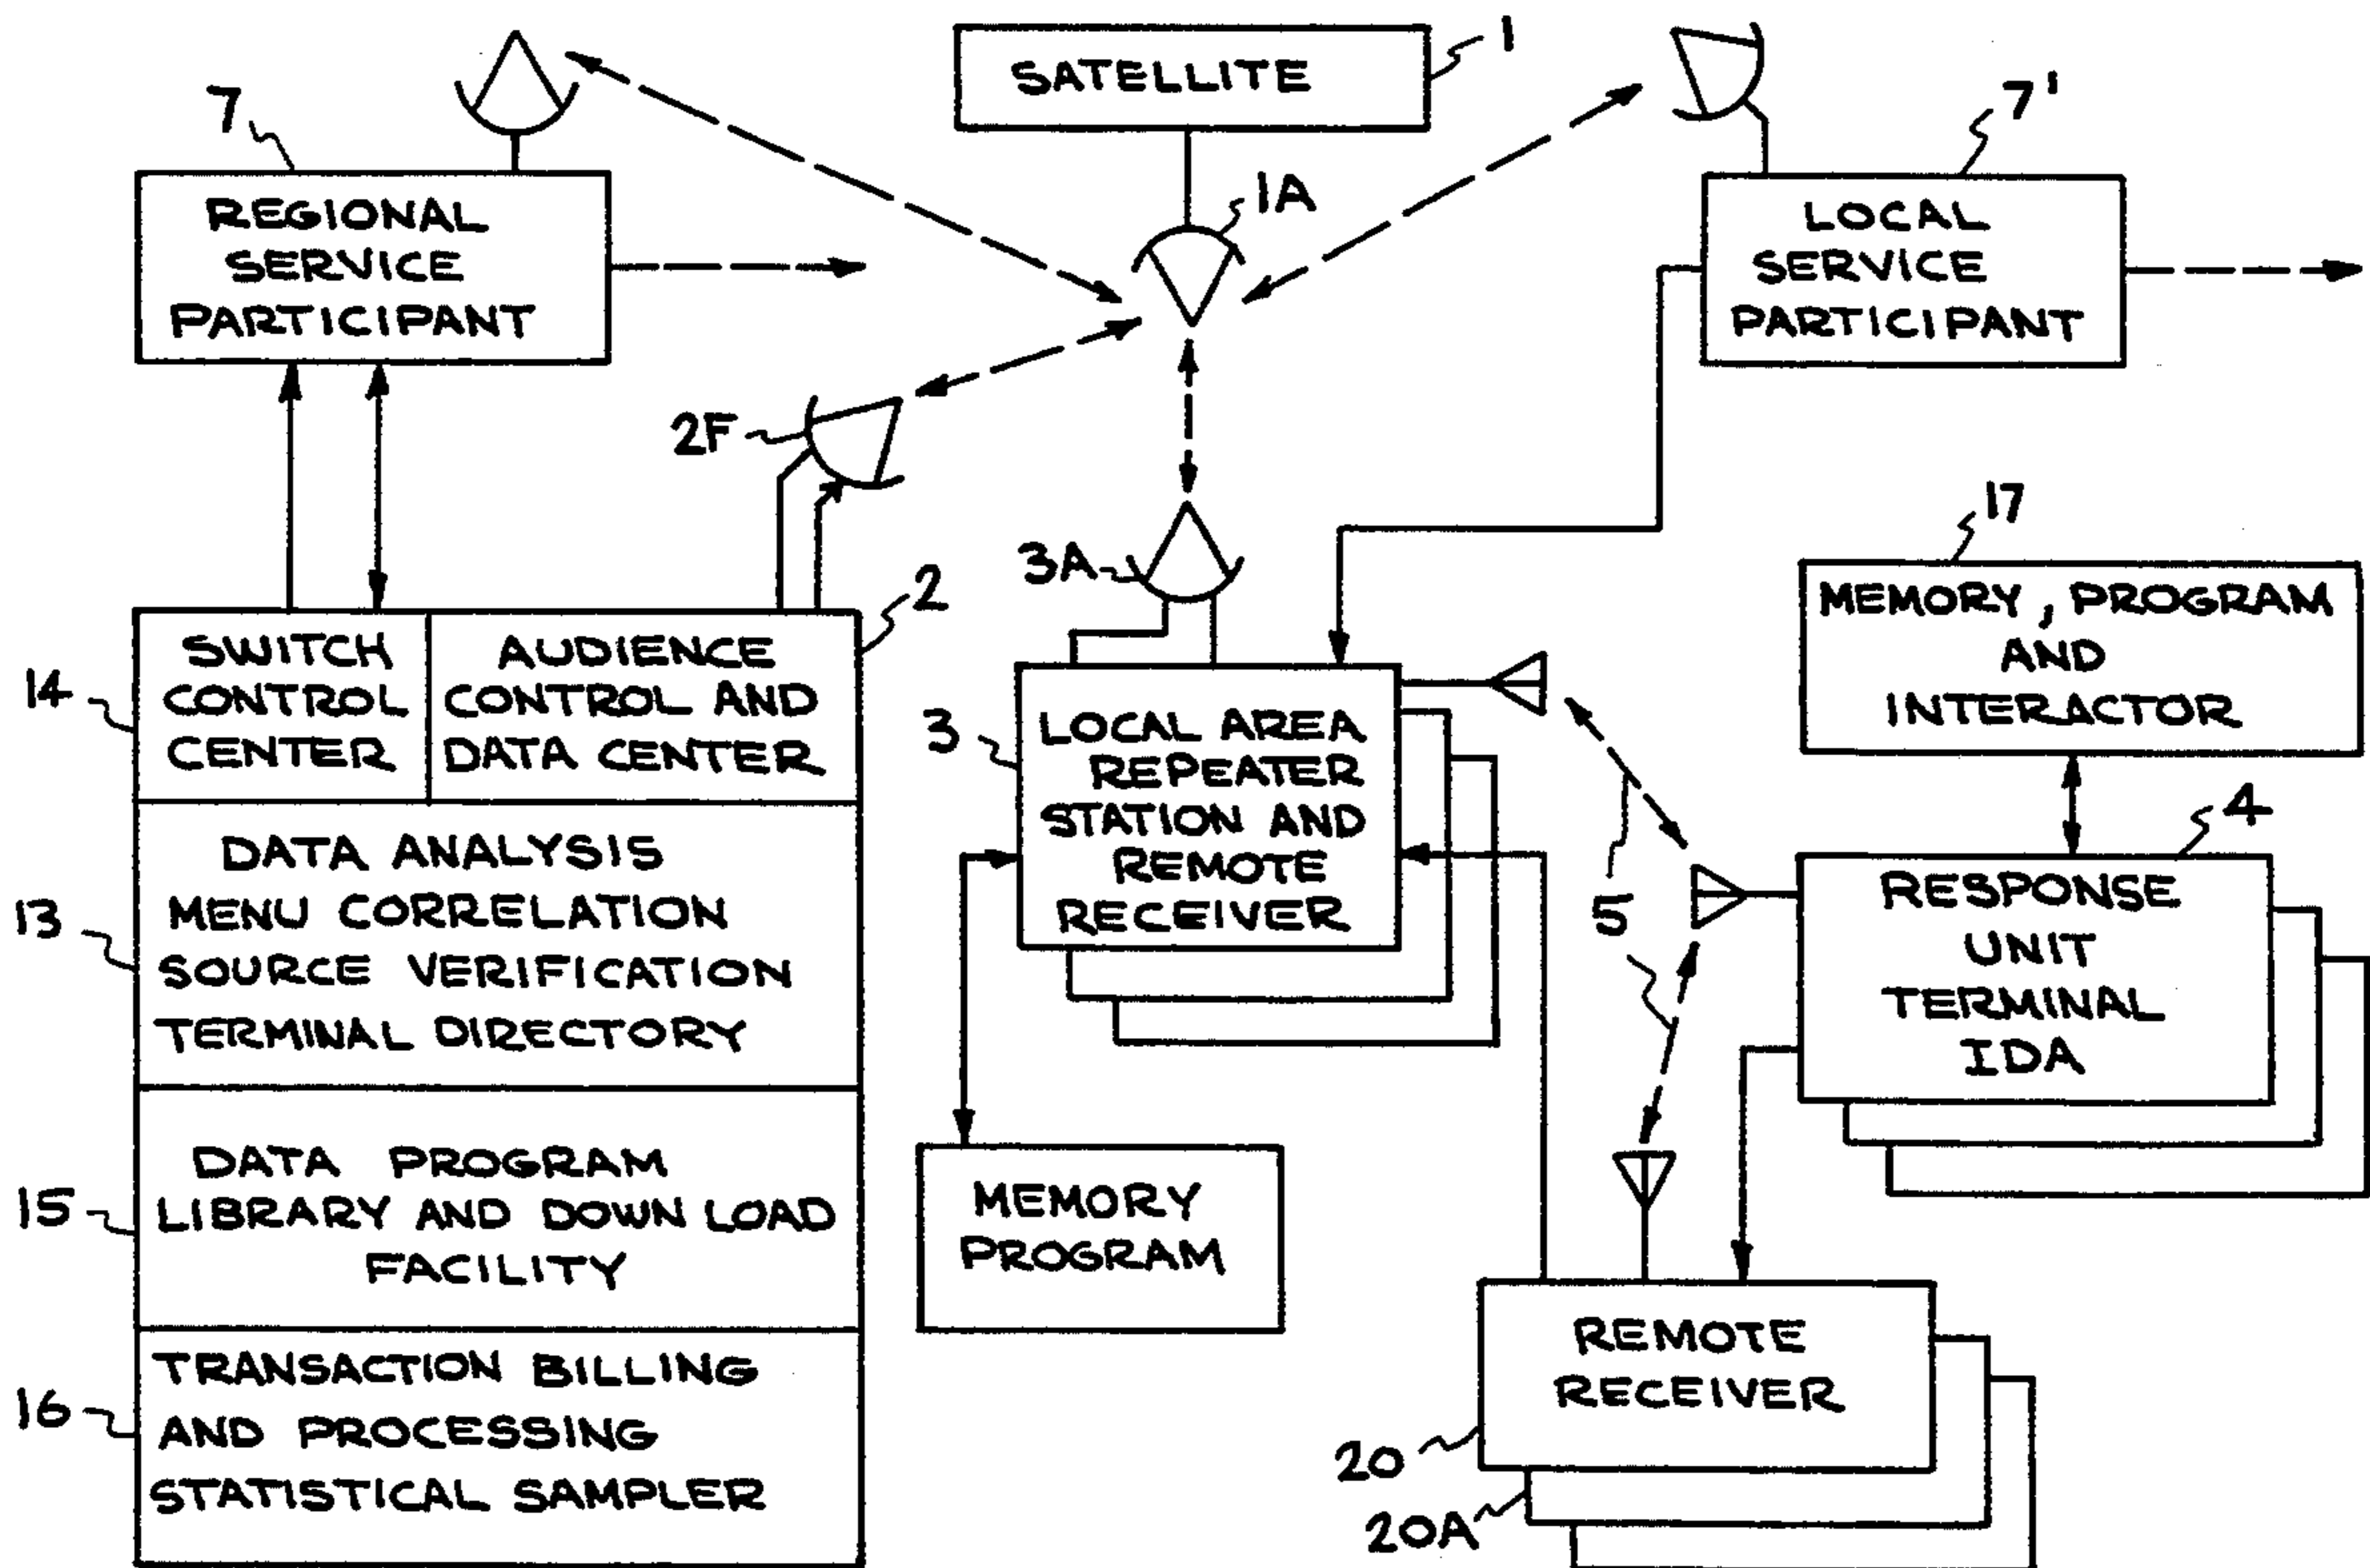 1
SATELLITE
7
7'
1A
REGIONAL
SERVICE
PARTICIPANT
LOCAL
SERVICE
PARTICIPANT
2F
17
3A
2
MEMORY, PROGRAM
AND
INTERACTOR
14
SWITCH
CONTROL
CENTER
AUDIENCE
CONTROL AND
DATA CENTER
3
LOCAL AREA
REPEATER
STATION AND
REMOTE
RECEIVER
4
5
RESPONSE
UNIT
TERMINAL
IDA
13
DATA ANALYSIS
MENU CORRELATION
SOURCE VERIFICATION
TERMINAL DIRECTORY
15
DATA PROGRAM
LIBRARY AND DOWN LOAD
FACILITY
MEMORY
PROGRAM
16
TRANSACTION BILLING
AND PROCESSING
STATISTICAL SAMPLER
REMOTE
RECEIVER
20
20A